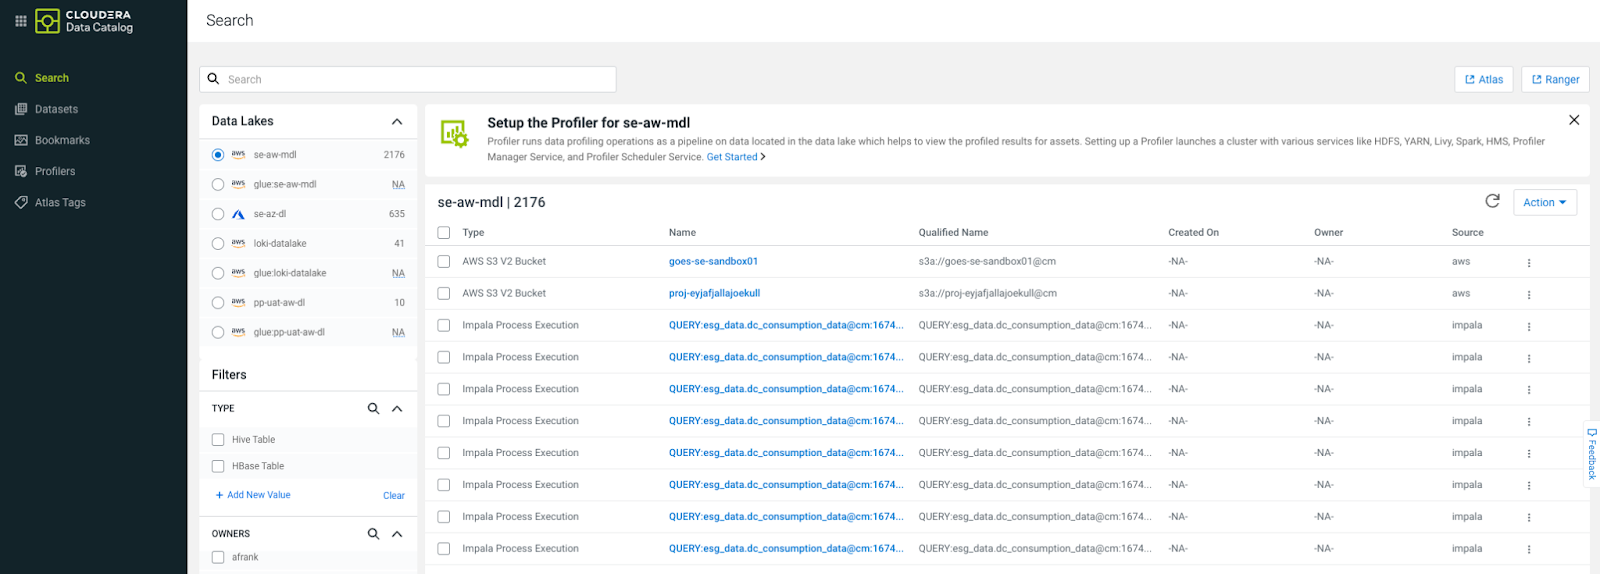 CLOUDERA
Data Catalog
Search
Search
Datasets
Bookmarks
Profilers
Atlas Tags
Search
Atlas
Ranger
Data Lakes
aws se-aw-mdl 2176
aws glue:se-aw-mdl NA
se-az-dl 635
aws loki-datalake 41
aws glue:loki-datalake NA
aws pp-uat-aw-dl 10
aws glue:pp-uat-aw-dl NA
Filters
TYPE
Hive Table
HBase Table
+ Add New Value Clear
OWNERS
afrank
Setup the Profiler for se-aw-mdl
Profiler runs data profiling operations as a pipeline on data located in the data lake which helps to view the profiled results for assets. Setting up a Profiler launches a cluster with various services like HDFS, YARN, Livy, Spark, HMS, Profiler
Manager Service, and Profiler Scheduler Service. Get Started
se-aw-mdl | 2176
Action
Type Name Qualified Name Created On Owner Source
AWS S3 V2 Bucket goes-se-sandbox01 s3a://goes-se-sandbox01@cm -NA- -NA- aws
AWS S3 V2 Bucket proj-eyjafjallajoekull s3a://proj-eyjafjallajoekull@cm -NA- -NA- aws
Impala Process Execution QUERY:esg_data.dc_consumption_data@cm:1674... QUERY:esg_data.dc_consumption_data@cm:1674... -NA- -NA- impala
Impala Process Execution QUERY:esg_data.dc_consumption_data@cm:1674... QUERY:esg_data.dc_consumption_data@cm:1674... -NA- -NA- impala
Impala Process Execution QUERY:esg_data.dc_consumption_data@cm:1674... QUERY:esg_data.dc_consumption_data@cm:1674... -NA- -NA- impala
Impala Process Execution QUERY:esg_data.dc_consumption_data@cm:1674... QUERY:esg_data.dc_consumption_data@cm:1674... -NA- -NA- impala
Impala Process Execution QUERY:esg_data.dc_consumption_data@cm:1674... QUERY:esg_data.dc_consumption_data@cm:1674... -NA- -NA- impala
Impala Process Execution QUERY:esg_data.dc_consumption_data@cm:1674... QUERY:esg_data.dc_consumption_data@cm:1674... -NA- -NA- impala
Impala Process Execution QUERY:esg_data.dc_consumption_data@cm:1674... QUERY:esg_data.dc_consumption_data@cm:1674... -NA- -NA- impala
Impala Process Execution QUERY:esg_data.dc_consumption_data@cm:1674... QUERY:esg_data.dc_consumption_data@cm:1674... -NA- -NA- impala
Feedback